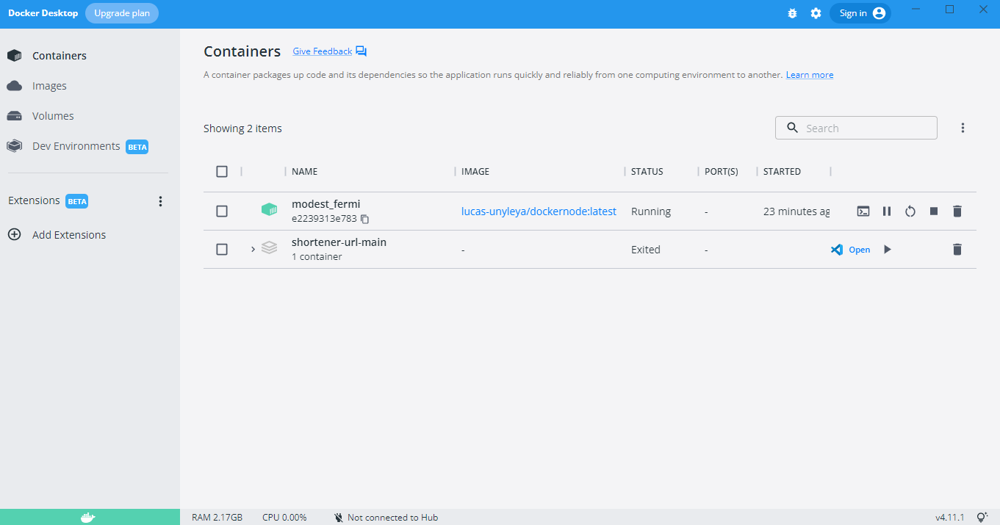 Docker Desktop Upgrade plan Sign in
Containers
Images
Volumes
Dev Environments BETA
Extensions BETA
Add Extensions
Containers Give Feedback
A container packages up code and its dependencies so the application runs quickly and reliably from one computing environment to another. Learn more
Showing 2 items Search
NAME IMAGE STATUS PORT(S) STARTED
modest_fermi
e2239313e783
lucas-unyleya/dockernode:latest Running - 23 minutes ag
shortener-url-main
1 container
- Exited - Open
RAM 2.17GB CPU 0.00% Not connected to Hub v4.11.1